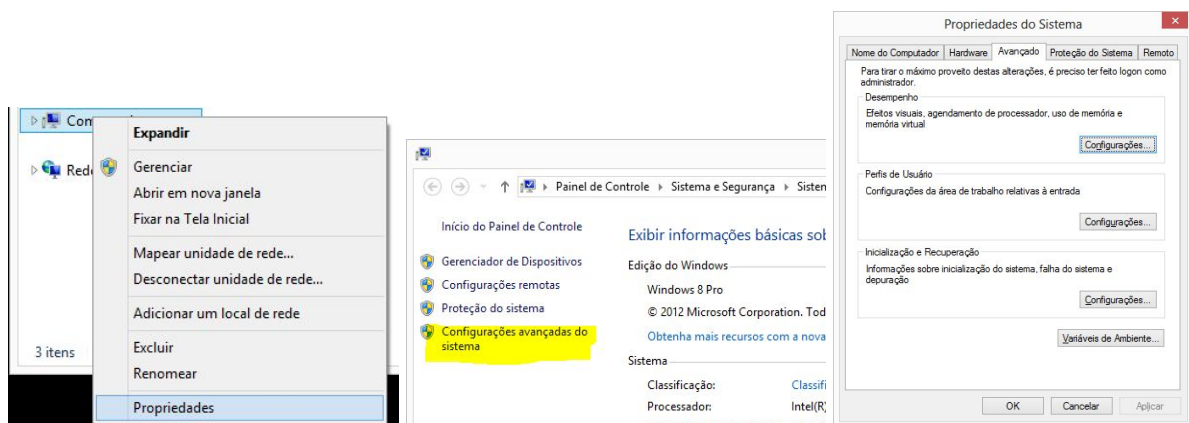 Com
Rede
3 itens
Expandir
Gerenciar
Abrir em nova janela
Fixar na Tela Inicial
Mapear unidade de rede...
Desconectar unidade de rede...
Adicionar um local de rede
Excluir
Renomear
Propriedades
Painel de Controle
Sistema e Segurança
Sisten
Início do Painel de Controle
Gerenciador de Dispositivos
Configurações remotas
Proteção do sistema
Configurações avançadas do
sistema
Exibir informações básicas sob
Edição do Windows
Windows 8 Pro
© 2012 Microsoft Corporation. Tod
Obtenha mais recursos com a nova
Sistema
Classificação:
Classifi
Processador:
Intel(R)
Propriedades do Sistema
Nome do Computador
Hardware
Avançado
Proteção do Sistema
Remoto
Para tirar o máximo proveito destas alterações, é preciso ter feito logon como
administrador.
Desempenho
Efeitos visuais, agendamento de processador, uso de memória e
memória virtual
Configurações...
Perfis de Usuário
Configurações da área de trabalho relativas à entrada
Configurações...
Inicialização e Recuperação
Informações sobre inicialização do sistema, falha do sistema e
depuração
Configurações...
Variáveis de Ambiente...
OK
Cancelar
Aplicar